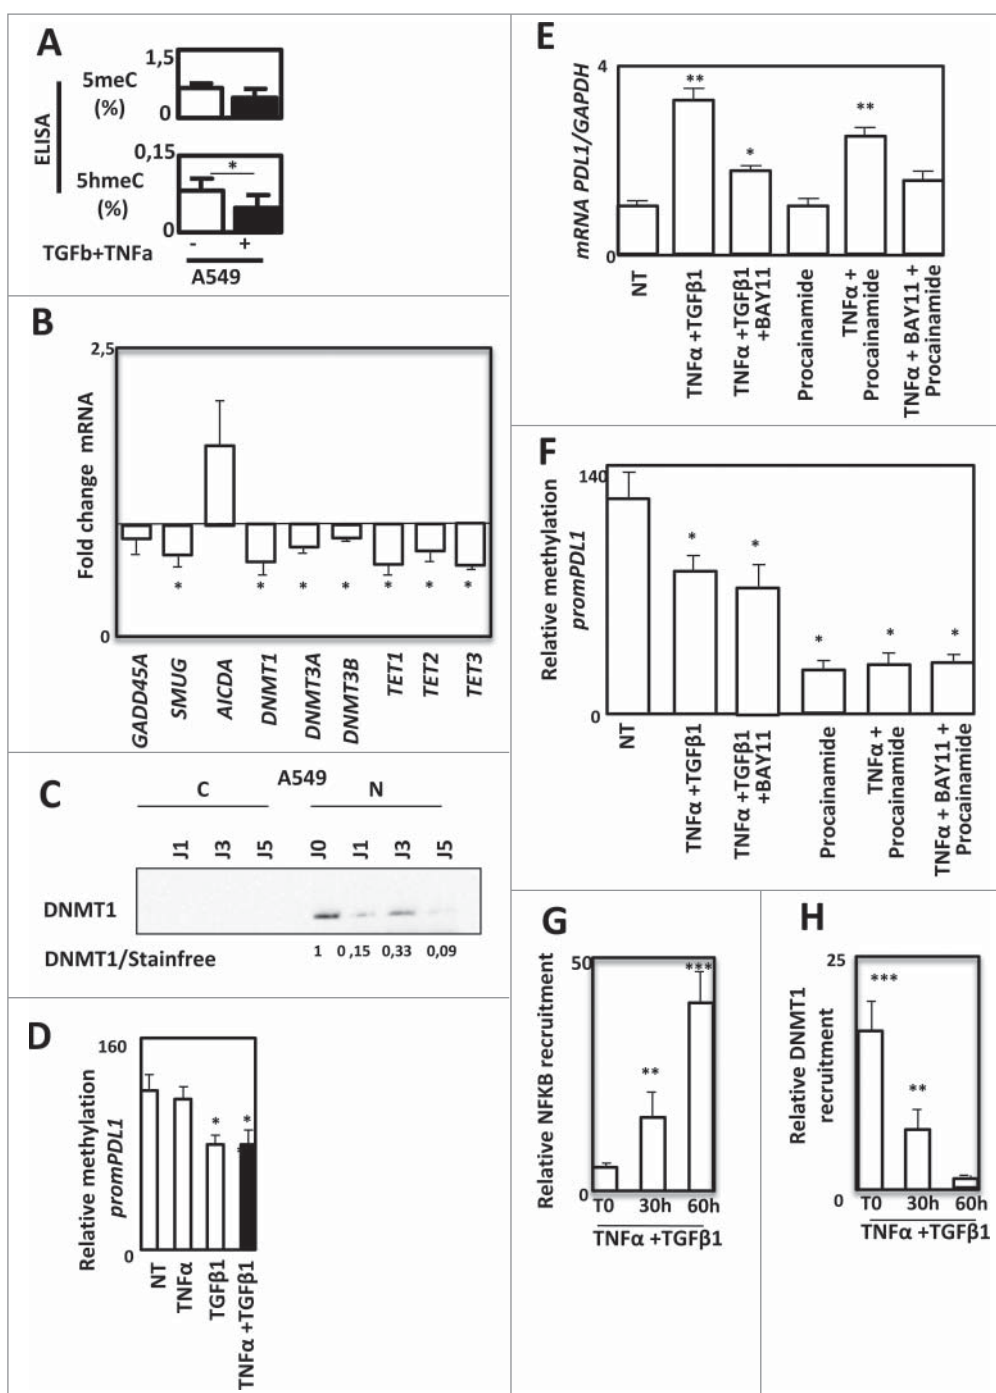 A
ELISA
5meC
(%)
1,5
0
5hmeC
(%)
0,15
0
*
TGFb+TNFa
- +
A549
B
Fold change mRNA
2,5
0
* * * * * * *
GADD45A
SMUG
AICDA
DNMT1
DNMT3A
DNMT3B
TET1
TET2
TET3
C
A549
C N
J1 J3 J5 J0 J1 J3 J5
DNMT1
DNMT1/Stainfree 1 0,15 0,33 0,09
D
Relative methylation
promPDL1
160
0
* *
*
NT
TNFα
TGFβ1
TNFα +TGFβ1
E
mRNA PDL1/GAPDH
4
0
** * **
NT
TNFα +TGFβ1
TNFα +TGFβ1
+BAY11
Procainamide
TNFα +
Procainamide
TNFα + BAY11 +
Procainamide
F
Relative methylation
promPDL1
140
0
* * * * *
NT
TNFα +TGFβ1
TNFα +TGFβ1
+BAY11
Procainamide
TNFα +
Procainamide
TNFα + BAY11 +
Procainamide
G
Relative NFKB recruitment
50
0
** ***
T0 30h 60h
TNFα +TGFβ1
H
Relative DNMT1
recruitment
25
0
*** **
T0 30h 60h
TNFα +TGFβ1